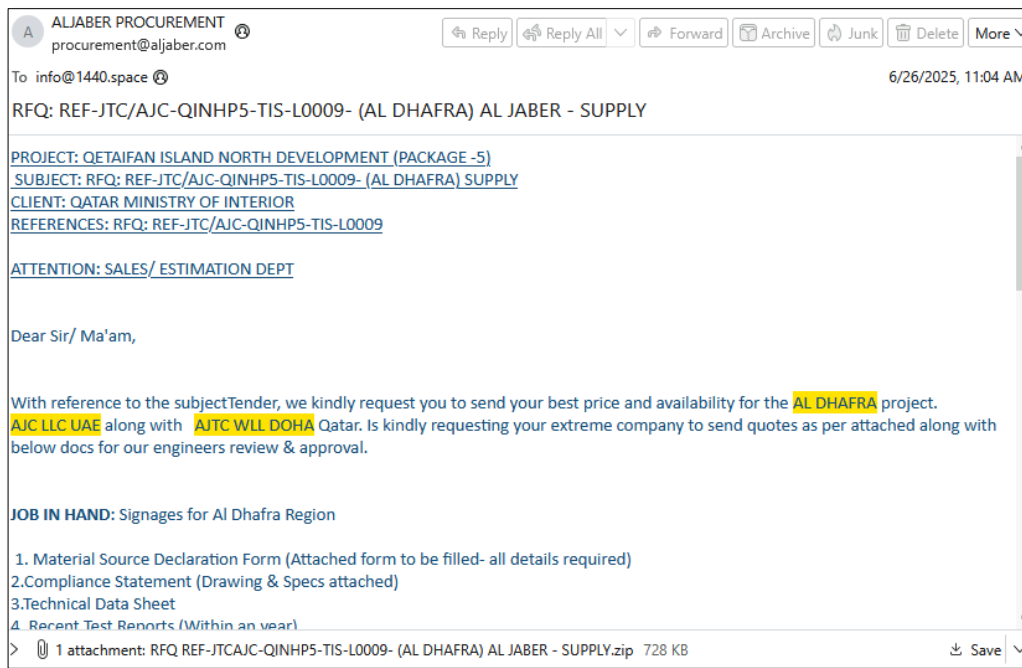 A
ALJABER PROCUREMENT
procurement@aljaber.com
Reply
Reply All
Forward
Archive
Junk
Delete
More
To info@1440.space
6/26/2025, 11:04 AM
RFQ: REF-JTC/AJC-QINHP5-TIS-L0009- (AL DHAFRA) AL JABER - SUPPLY
PROJECT: QETAIFAN ISLAND NORTH DEVELOPMENT (PACKAGE -5)
SUBJECT: RFQ: REF-JTC/AJC-QINHP5-TIS-L0009- (AL DHAFRA) SUPPLY
CLIENT: QATAR MINISTRY OF INTERIOR
REFERENCES: RFQ: REF-JTC/AJC-QINHP5-TIS-L0009
ATTENTION: SALES/ ESTIMATION DEPT
Dear Sir/ Ma'am,
With reference to the subjectTender, we kindly request you to send your best price and availability for the AL DHAFRA project.
AJC LLC UAE along with AJTC WLL DOHA Qatar. Is kindly requesting your extreme company to send quotes as per attached along with
below docs for our engineers review & approval.
JOB IN HAND: Signages for Al Dhafra Region
1. Material Source Declaration Form (Attached form to be filled- all details required)
2.Compliance Statement (Drawing & Specs attached)
3.Technical Data Sheet
4. Recent Test Reports (Within an year)
1 attachment: RFQ REF-JTCAJC-QINHP5-TIS-L0009- (AL DHAFRA) AL JABER - SUPPLY.zip 728 KB
Save